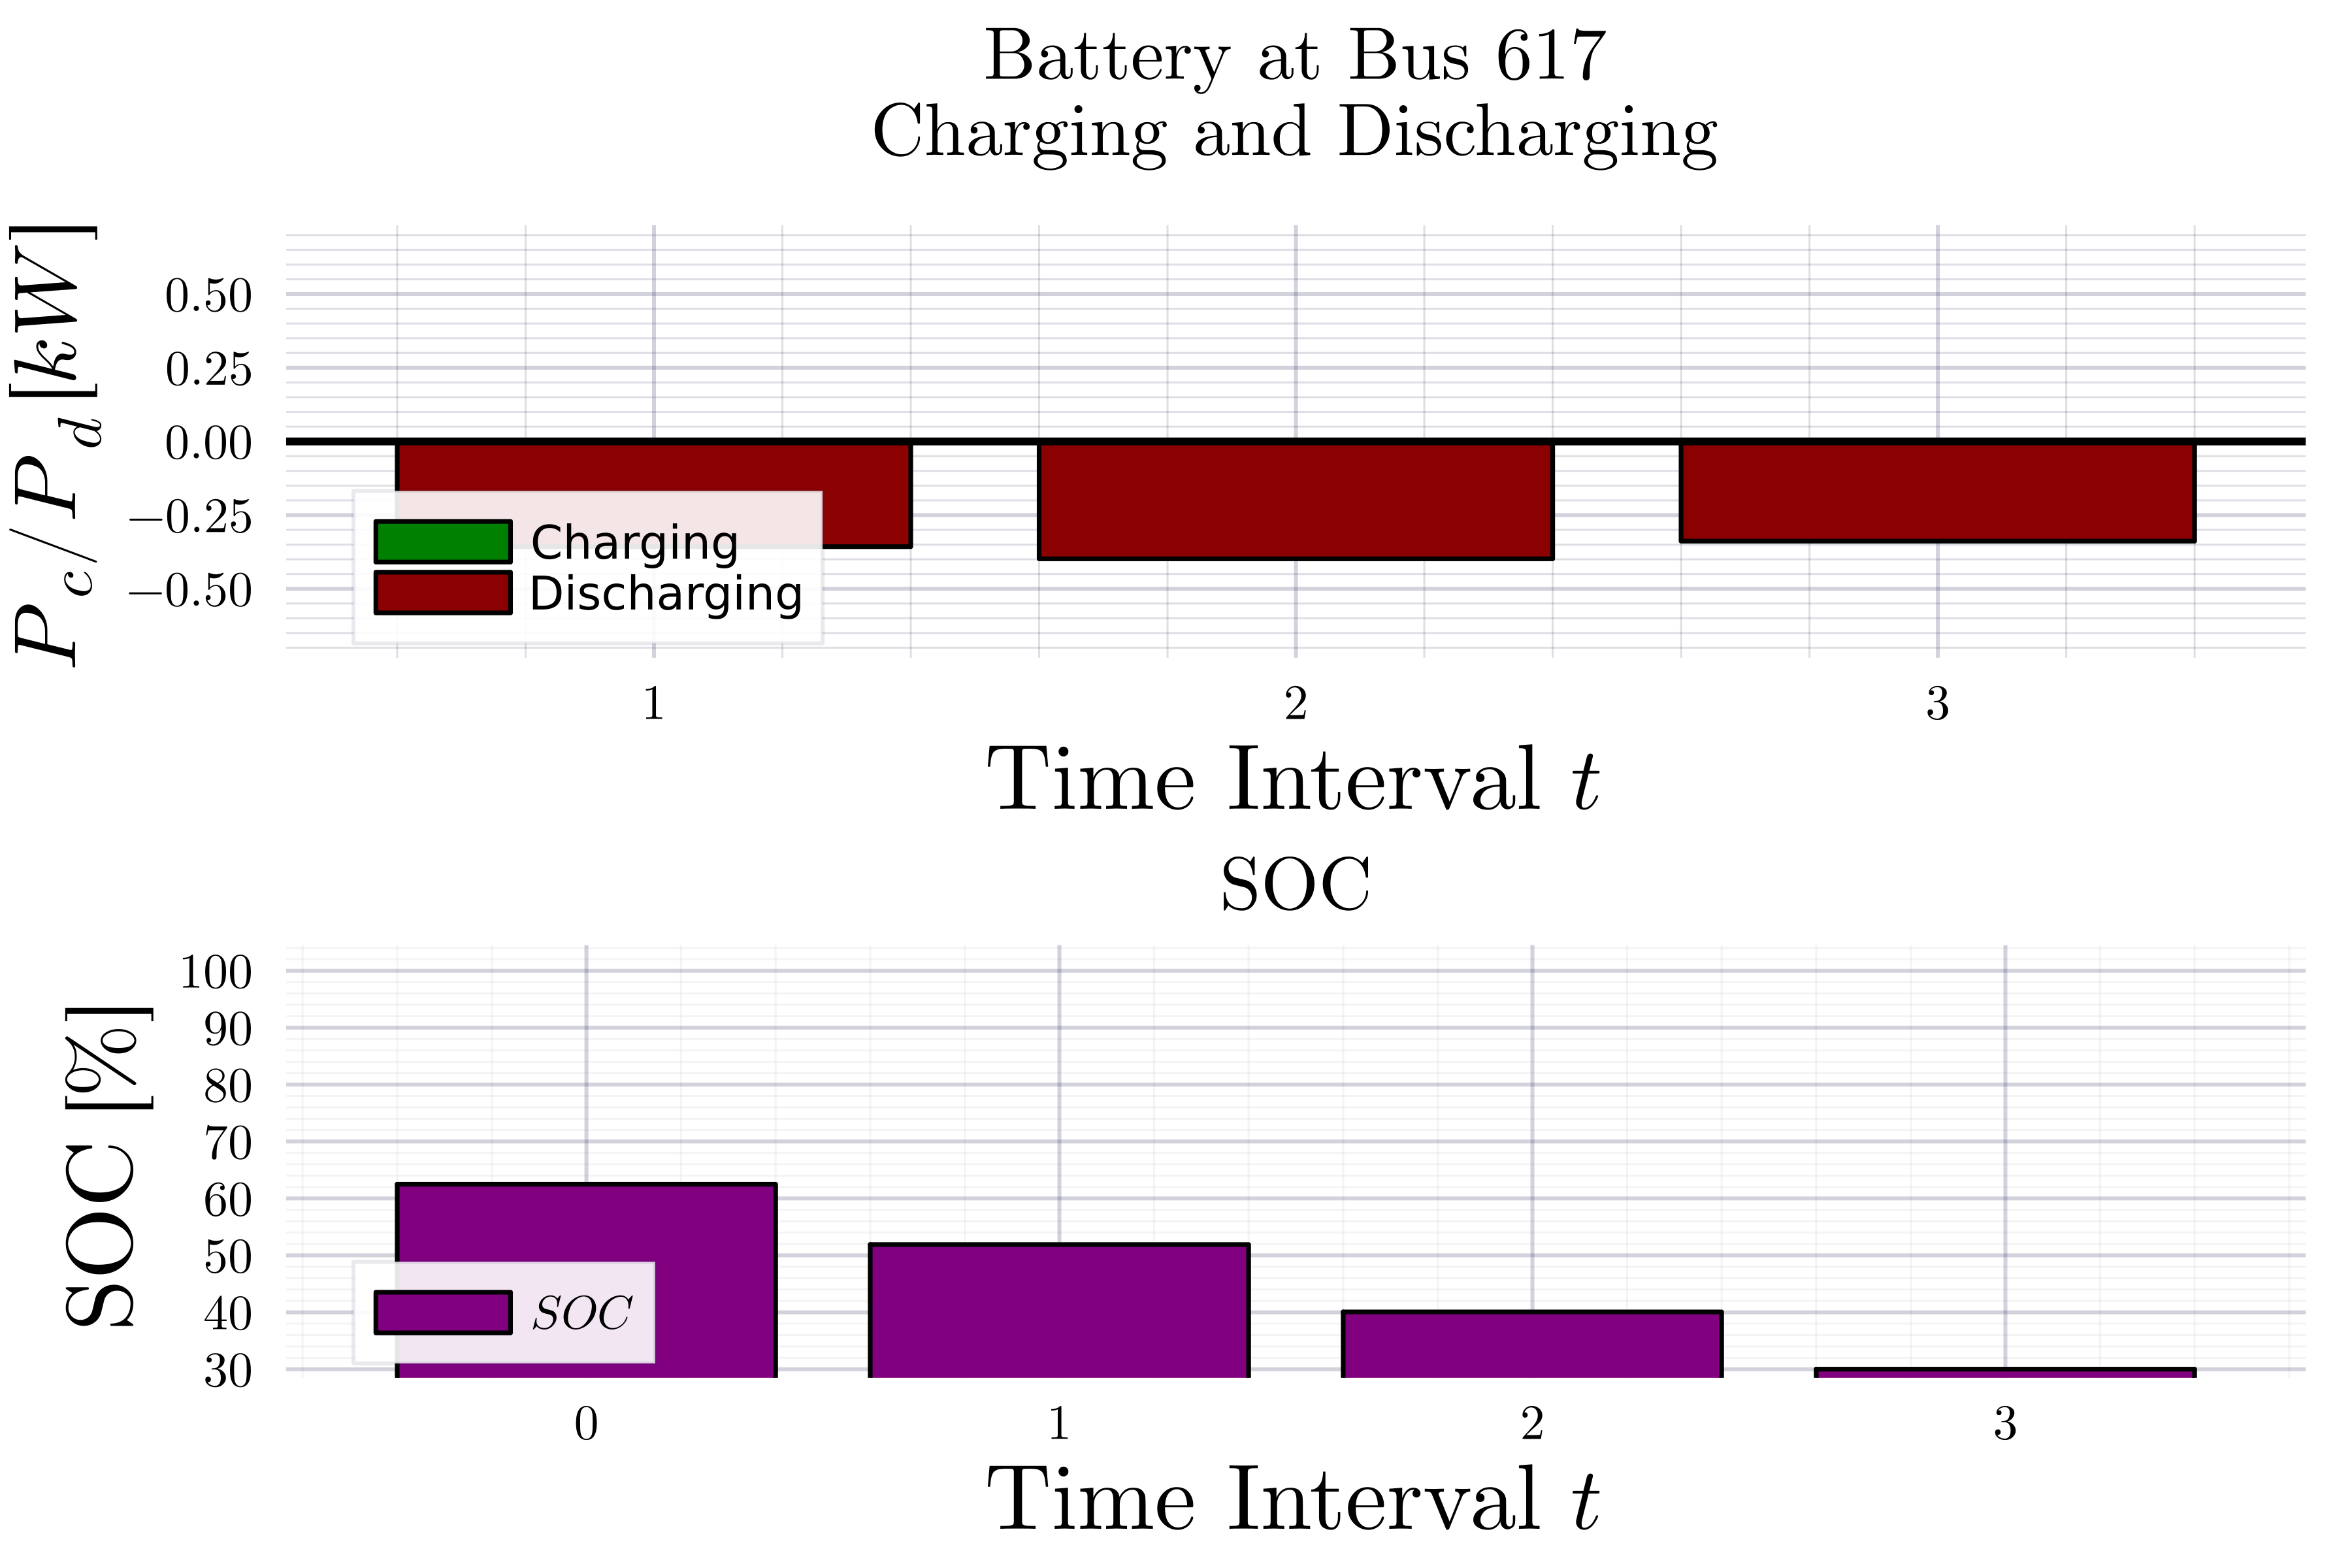 Battery at Bus 617
Charging and Discharging
P_c / P_d [kW]
0.50
0.25
0.00
−0.25
−0.50
Charging
Discharging
1 2 3
Time Interval t
SOC
SOC [%]
100
90
80
70
60
50
40
30
SOC
0 1 2 3
Time Interval t